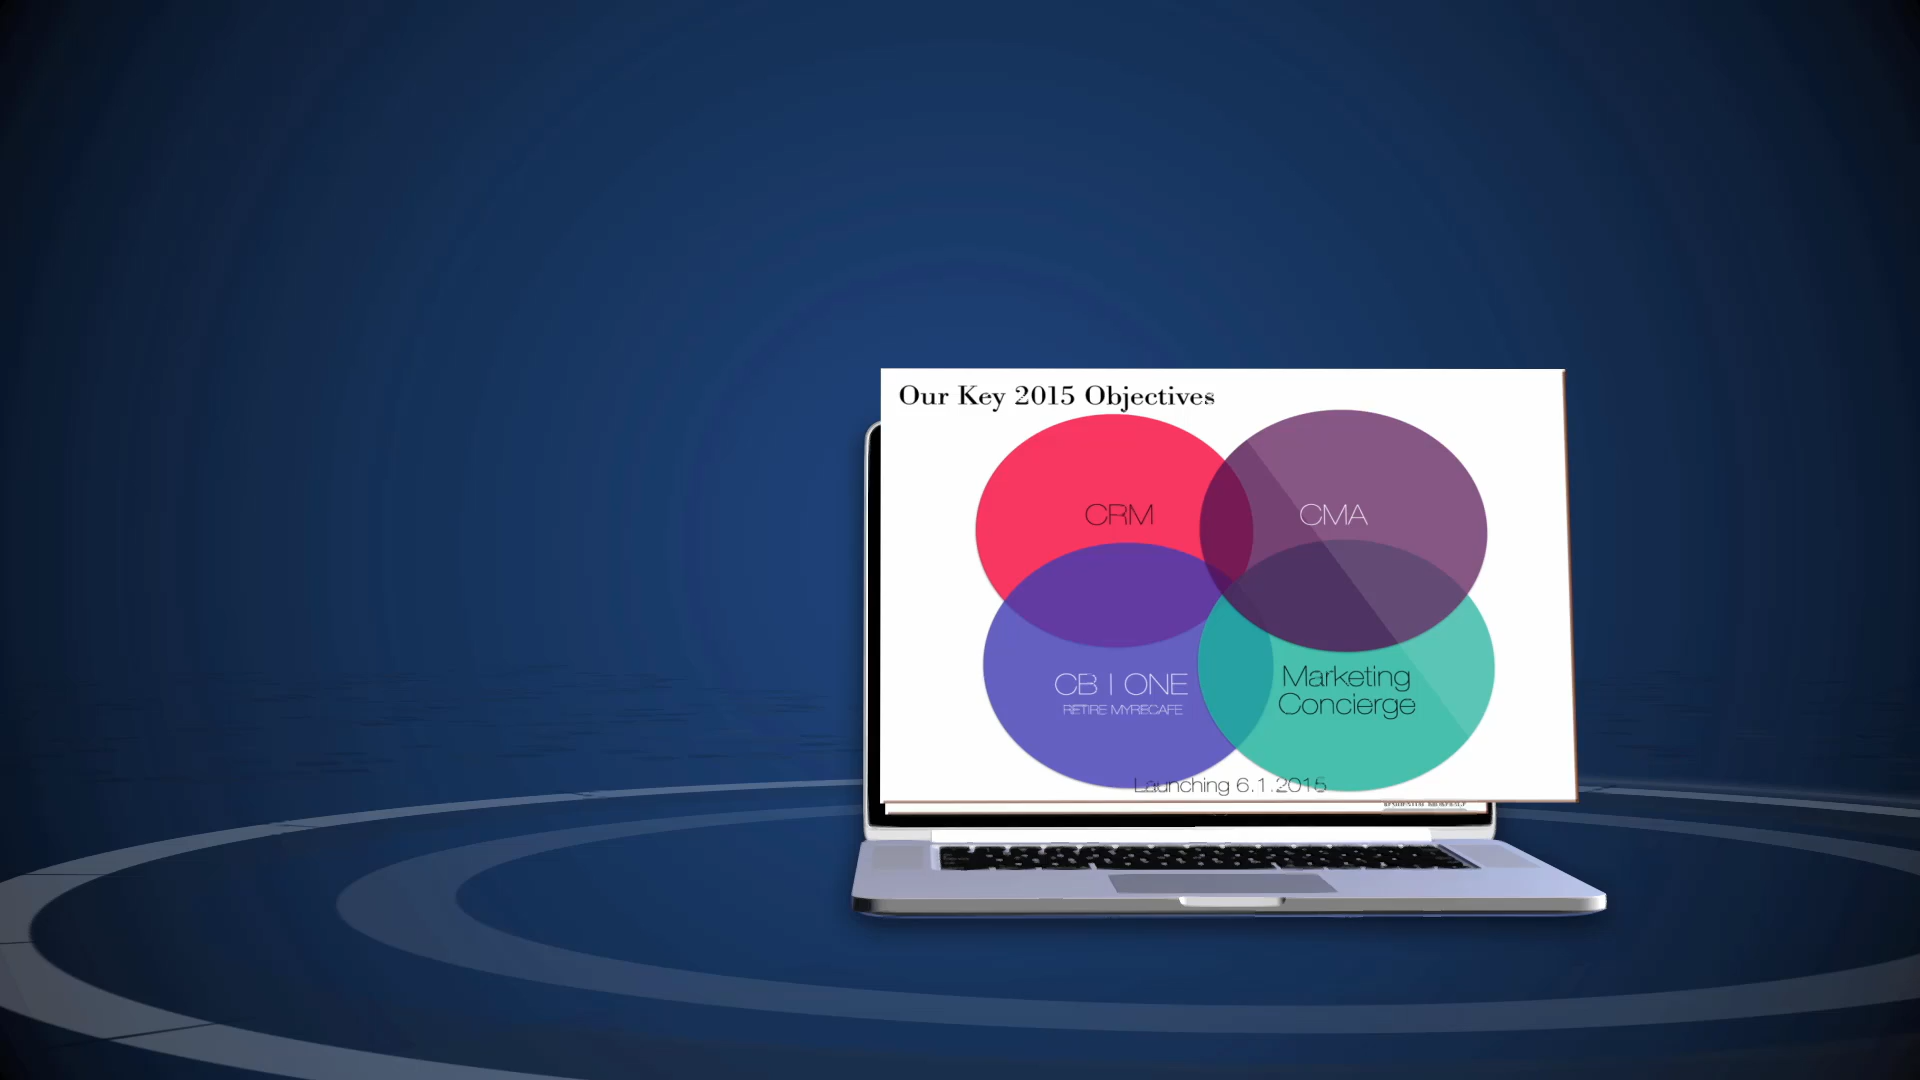 Our Key 2015 Objectives
CRM
CMA
CB | ONE
RETIRE MYRECAFE
Marketing
Concierge
Launching 6.1.2015